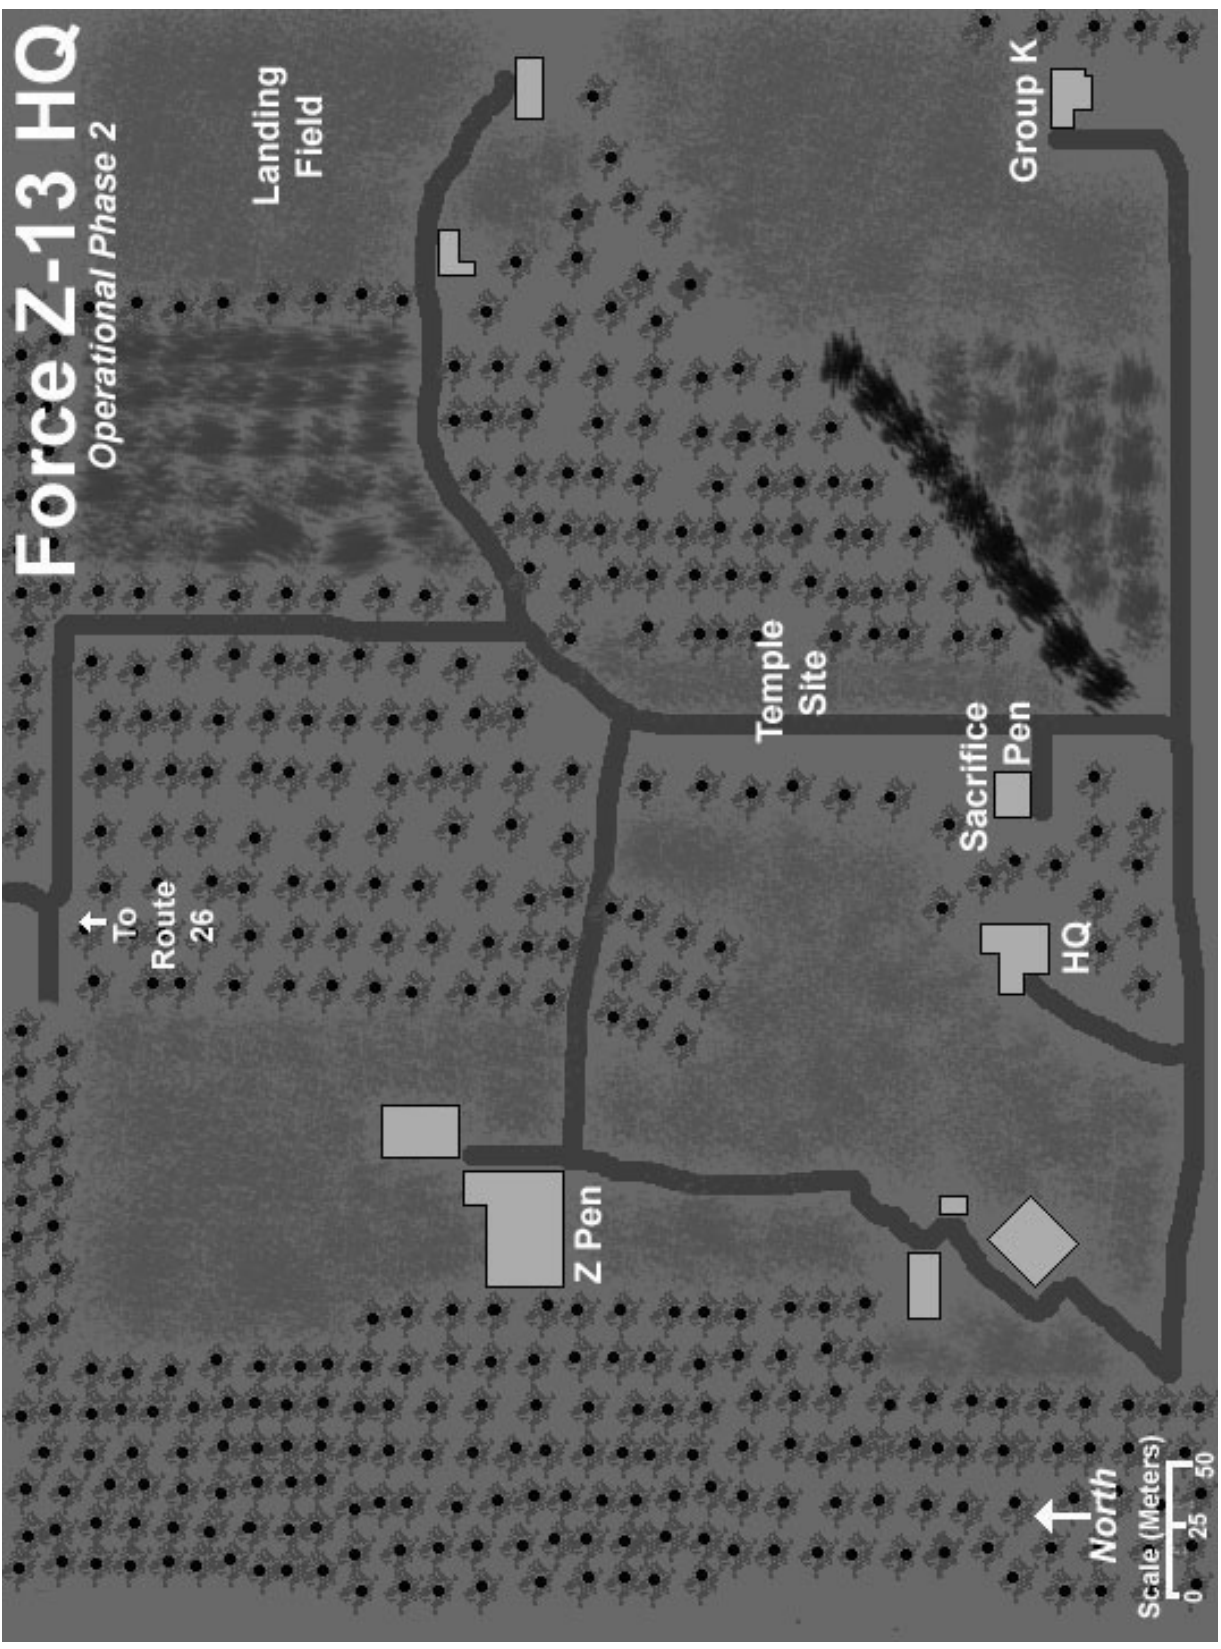 Force Z-13 HQ
Operational Phase 2
Landing
Field
To
Route
26
Z Pen
Temple
Site
Sacrifice
Pen
Group K
HQ
North
Scale (Meters)
0 25 50